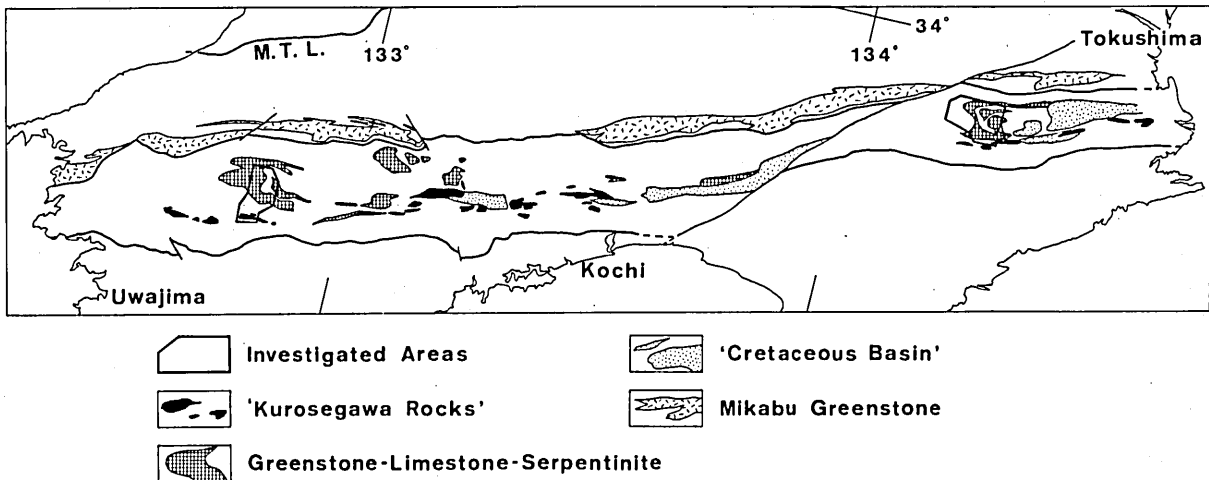 M.T.L.
133°
134°
34°
Tokushima
Kochi
Uwajima
Investigated Areas
'Cretaceous Basin'
'Kurosegawa Rocks'
Mikabu Greenstone
Greenstone-Limestone-Serpentinite